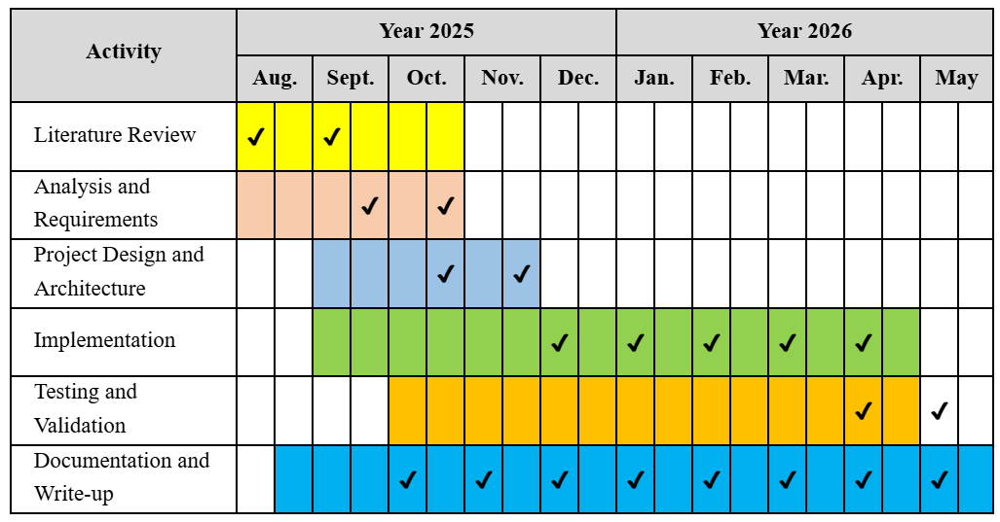 Activity
Year 2025
Year 2026
Aug.
Sept.
Oct.
Nov.
Dec.
Jan.
Feb.
Mar.
Apr.
May
Literature Review
Analysis and
Requirements
Project Design and
Architecture
Implementation
Testing and
Validation
Documentation and
Write-up